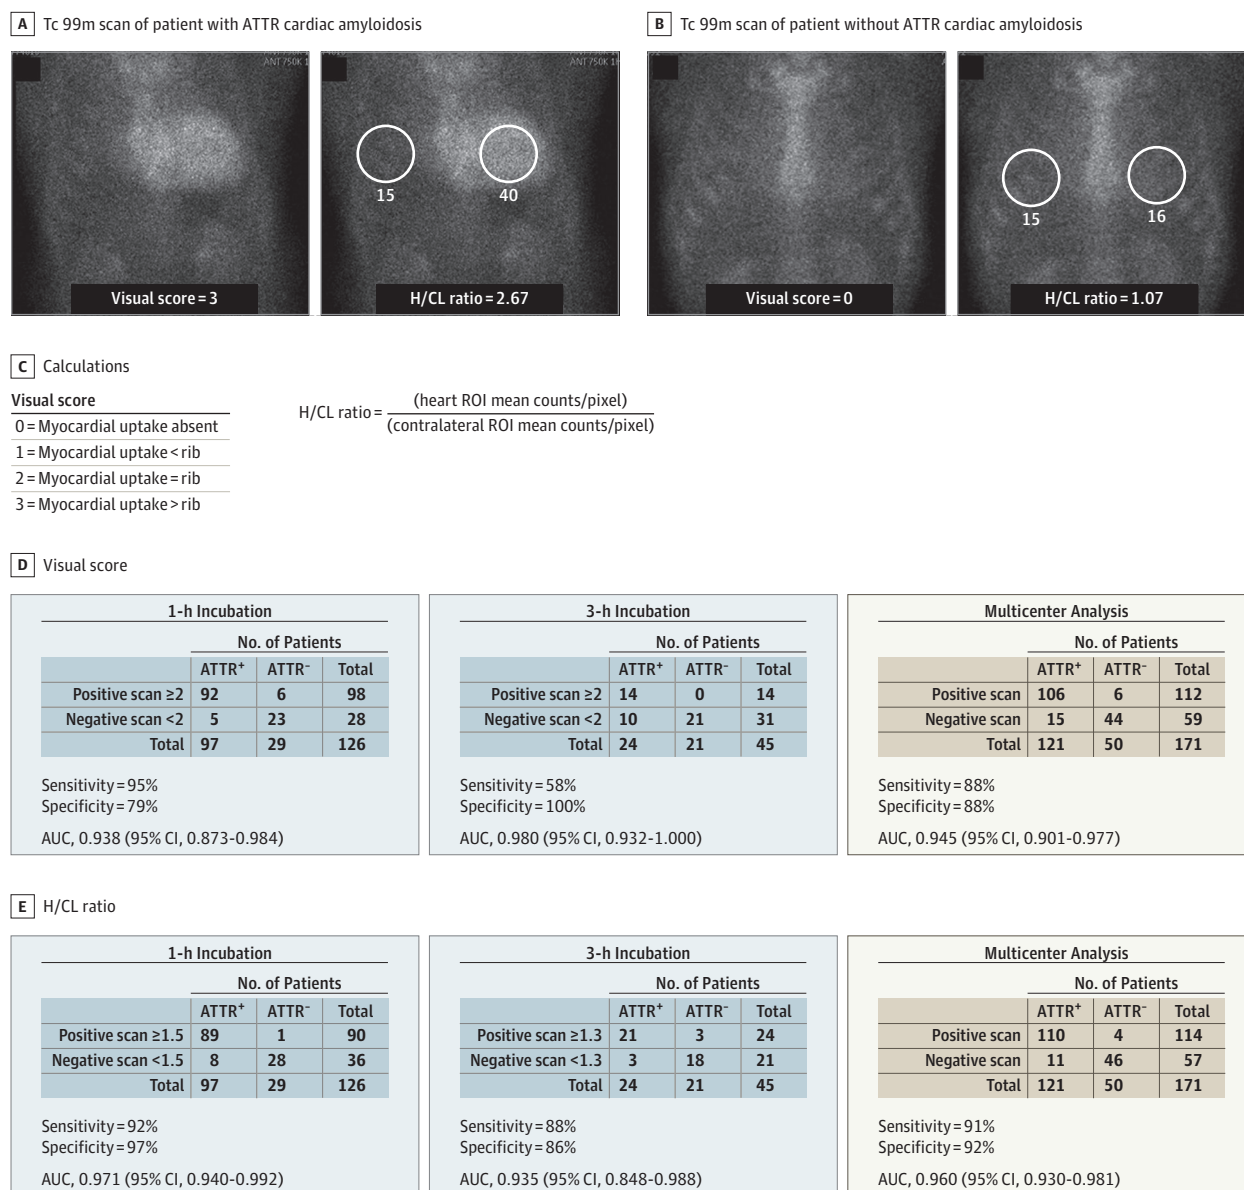 A Tc 99m scan of patient with ATTR cardiac amyloidosis
B Tc 99m scan of patient without ATTR cardiac amyloidosis
ANT 750K 1
ANT 750K 1
15
40
15
16
Visual score = 3
H/CL ratio = 2.67
Visual score = 0
H/CL ratio = 1.07
C Calculations
Visual score
0 = Myocardial uptake absent
1 = Myocardial uptake < rib
2 = Myocardial uptake = rib
3 = Myocardial uptake > rib
H/CL ratio = (heart ROI mean counts/pixel)
(contralateral ROI mean counts/pixel)
D Visual score
1-h Incubation
No. of Patients
ATTR+ ATTR- Total
Positive scan ≥2 92 6 98
Negative scan <2 5 23 28
Total 97 29 126
Sensitivity = 95%
Specificity = 79%
AUC, 0.938 (95% CI, 0.873-0.984)
3-h Incubation
No. of Patients
ATTR+ ATTR- Total
Positive scan ≥2 14 0 14
Negative scan <2 10 21 31
Total 24 21 45
Sensitivity = 58%
Specificity = 100%
AUC, 0.980 (95% CI, 0.932-1.000)
Multicenter Analysis
No. of Patients
ATTR+ ATTR- Total
Positive scan 106 6 112
Negative scan 15 44 59
Total 121 50 171
Sensitivity = 88%
Specificity = 88%
AUC, 0.945 (95% CI, 0.901-0.977)
E H/CL ratio
1-h Incubation
No. of Patients
ATTR+ ATTR- Total
Positive scan ≥1.5 89 1 90
Negative scan <1.5 8 28 36
Total 97 29 126
Sensitivity = 92%
Specificity = 97%
AUC, 0.971 (95% CI, 0.940-0.992)
3-h Incubation
No. of Patients
ATTR+ ATTR- Total
Positive scan ≥1.3 21 3 24
Negative scan <1.3 3 18 21
Total 24 21 45
Sensitivity = 88%
Specificity = 86%
AUC, 0.935 (95% CI, 0.848-0.988)
Multicenter Analysis
No. of Patients
ATTR+ ATTR- Total
Positive scan 110 4 114
Negative scan 11 46 57
Total 121 50 171
Sensitivity = 91%
Specificity = 92%
AUC, 0.960 (95% CI, 0.930-0.981)